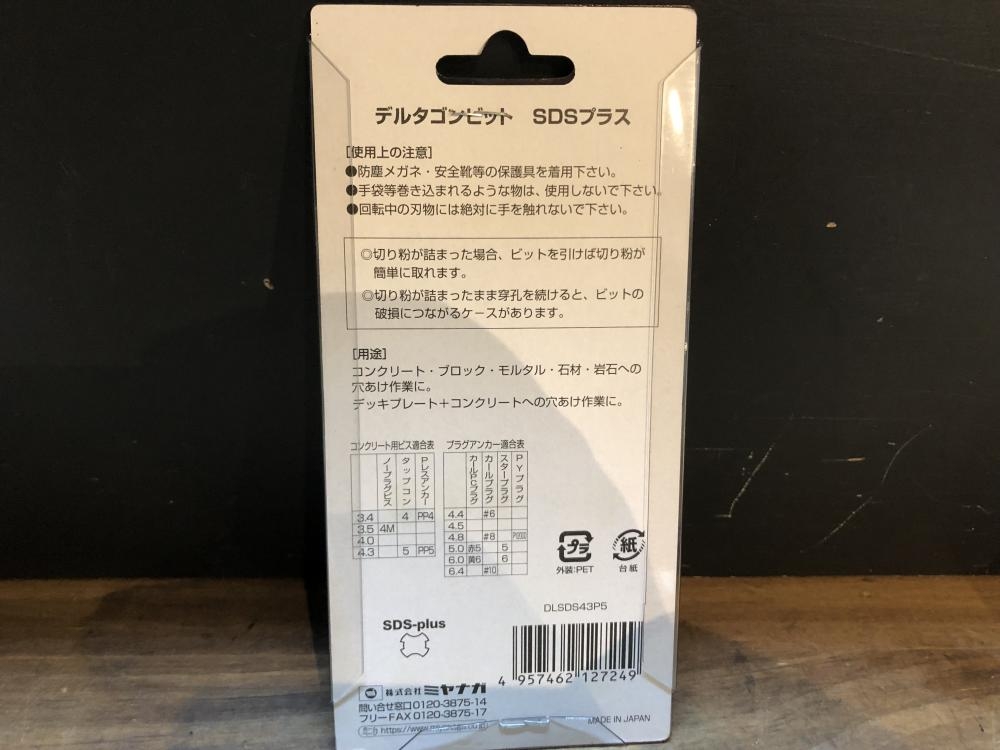 デルタゴンビット SDSプラス
[使用上の注意]
●防塵メガネ・安全靴等の保護具を着用下さい。
●手袋等巻き込まれるような物は、使用しないで下さい。
●回転中の刃物には絶対に手を触れないで下さい。
◎切り粉が詰まった場合、ビットを引けば切り粉が
簡単に取れます。
◎切り粉が詰まったまま穿孔を続けると、ビットの
破損につながるケースがあります。
[用途]
コンクリート・ブロック・モルタル・石材・岩石への
穴あけ作業に。
デッキプレート+コンクリートへの穴あけ作業に。
コンクリート用ビス適合表
ノープラグビス タップコン Pレスアンカー
3.4 4 PP4
3.5 4M
4.0
4.3 5 PP5
プラグアンカー適合表
カールPCプラグ カールプラグ スタープラグ PYプラグ
4.4 #6
4.5
4.8 #8
5.0 赤5 5
6.0 黄6 6
6.4 #10
プラ
外装:PET
紙
台紙
DLSDS43P5
SDS-plus
4 957462 127249
株式会社ミヤナガ
問い合せ窓口0120-3875-14
フリーFAX 0120-3875-17
MADE IN JAPAN